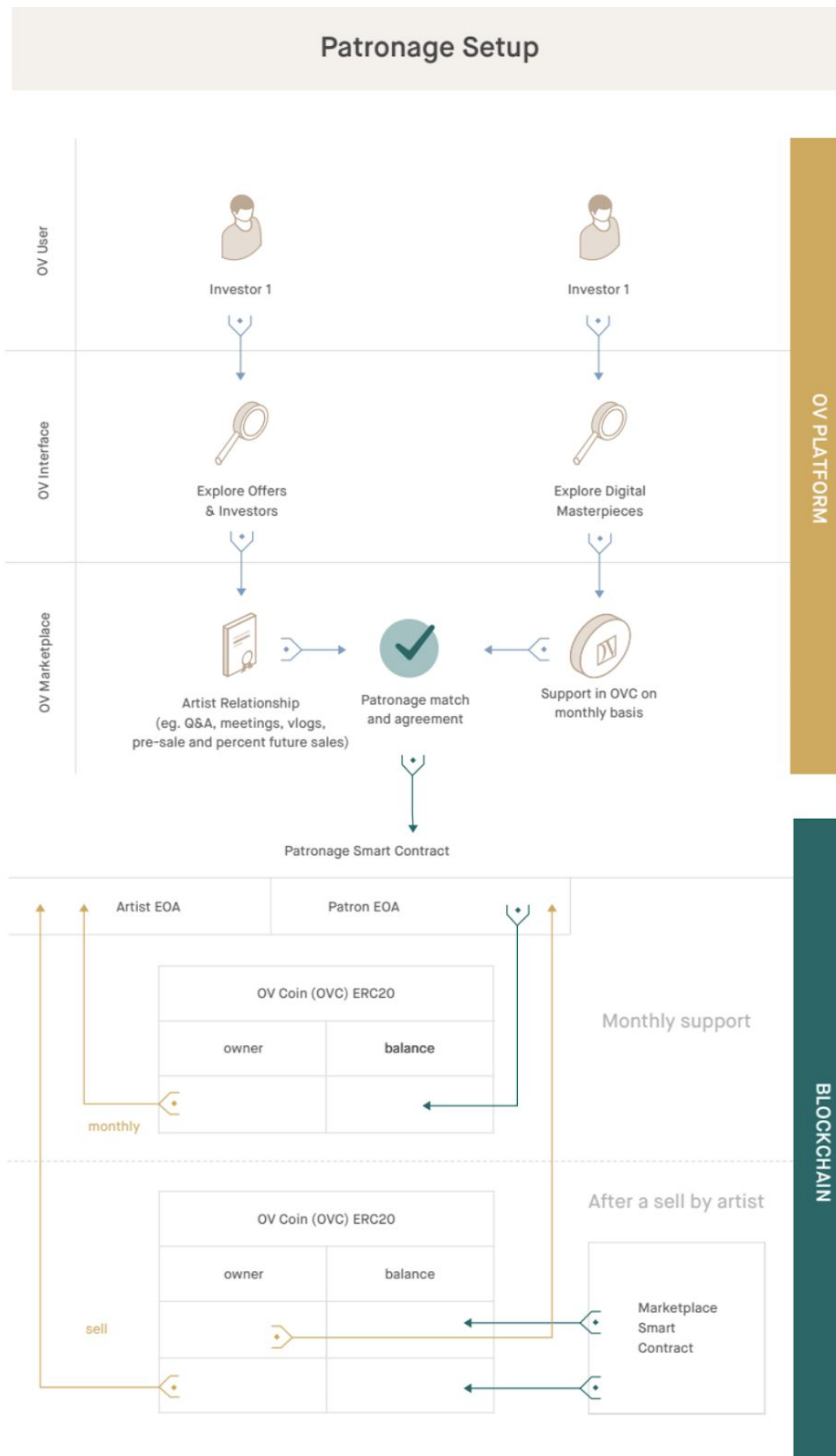 Patronage Setup
OV User
Investor 1
Investor 1
OV Interface
Explore Offers
& Investors
Explore Digital
Masterpieces
OV PLATFORM
OV Marketplace
Artist Relationship
(eg. Q&A, meetings, vlogs,
pre-sale and percent future sales)
Patronage match
and agreement
Support in OVC on
monthly basis
Patronage Smart Contract
Artist EOA
Patron EOA
OV Coin (OVC) ERC20
owner
balance
Monthly support
monthly
BLOCKCHAIN
After a sell by artist
OV Coin (OVC) ERC20
owner
balance
sell
Marketplace
Smart
Contract